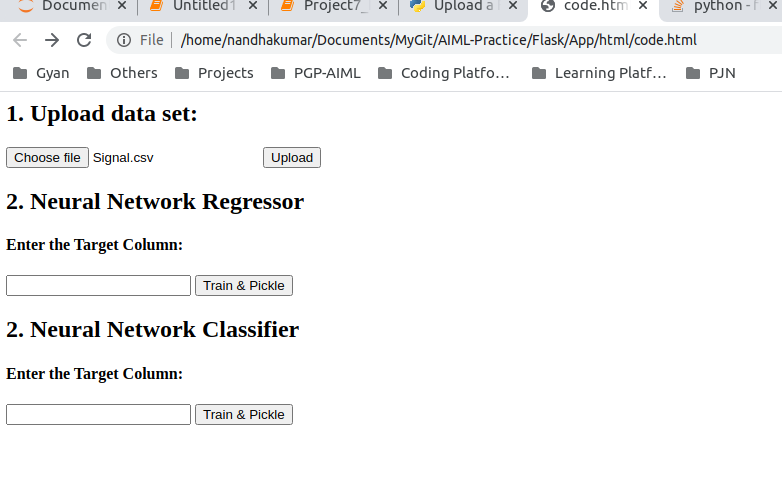 Documen Untitled1 Project7_ Upload a code.htm python - h
File /home/nandhakumar/Documents/MyGit/AIML-Practice/Flask/App/html/code.html
Gyan Others Projects PGP-AIML Coding Platfo… Learning Platf… PJN
1. Upload data set:
Choose file Signal.csv Upload
2. Neural Network Regressor
Enter the Target Column:
Train & Pickle
2. Neural Network Classifier
Enter the Target Column:
Train & Pickle